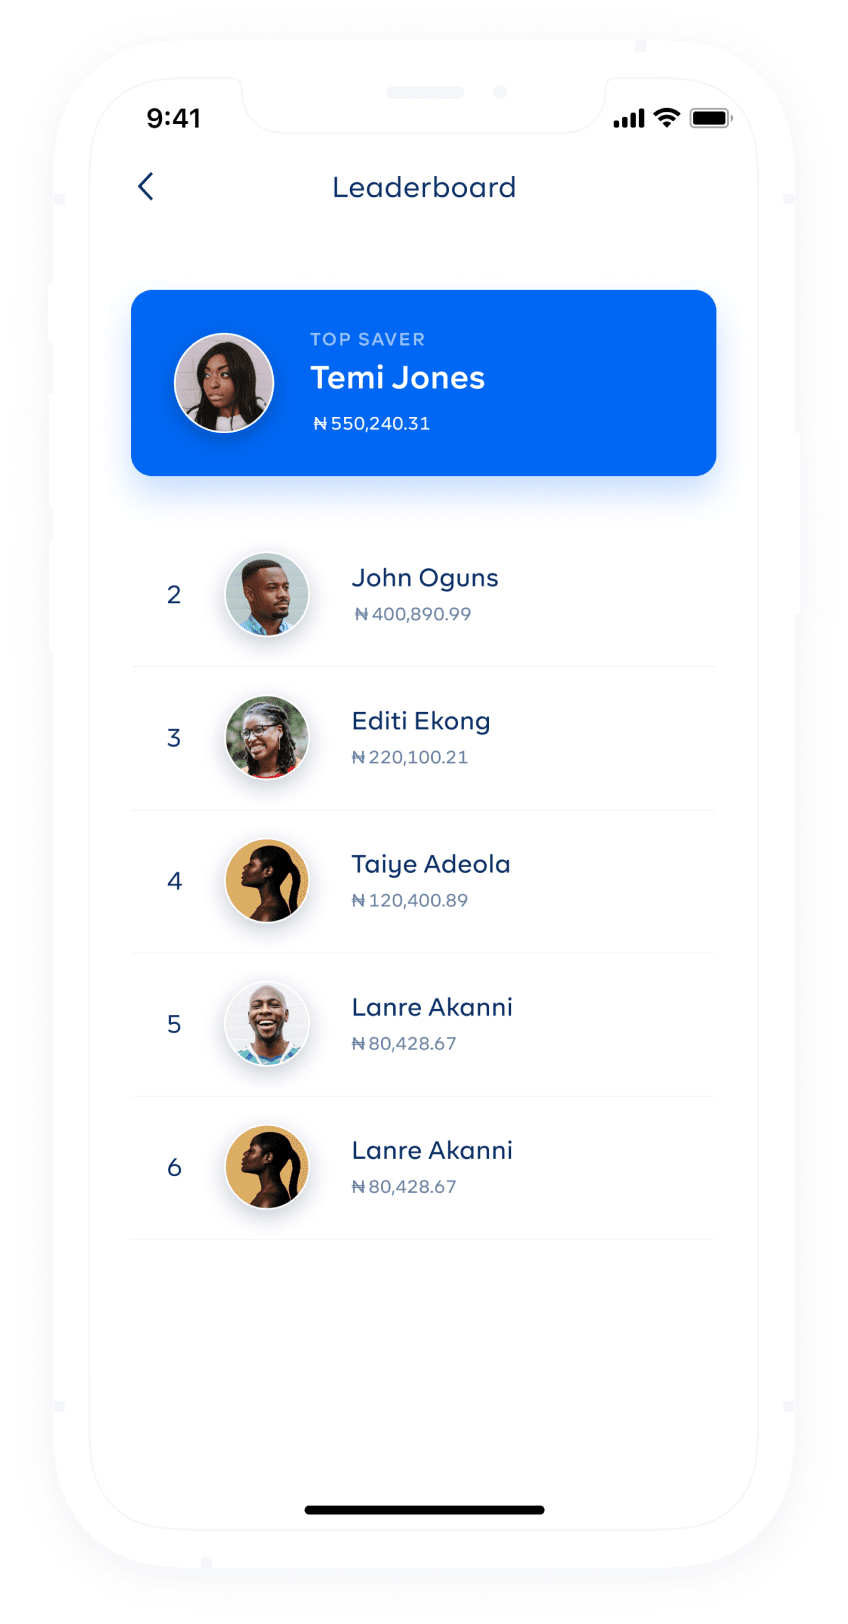 9:41
Leaderboard
TOP SAVER
Temi Jones
₦550,240.31
2
John Oguns
₦400,890.99
3
Editi Ekong
₦220,100.21
4
Taiye Adeola
₦120,400.89
5
Lanre Akanni
₦80,428.67
6
Lanre Akanni
₦80,428.67